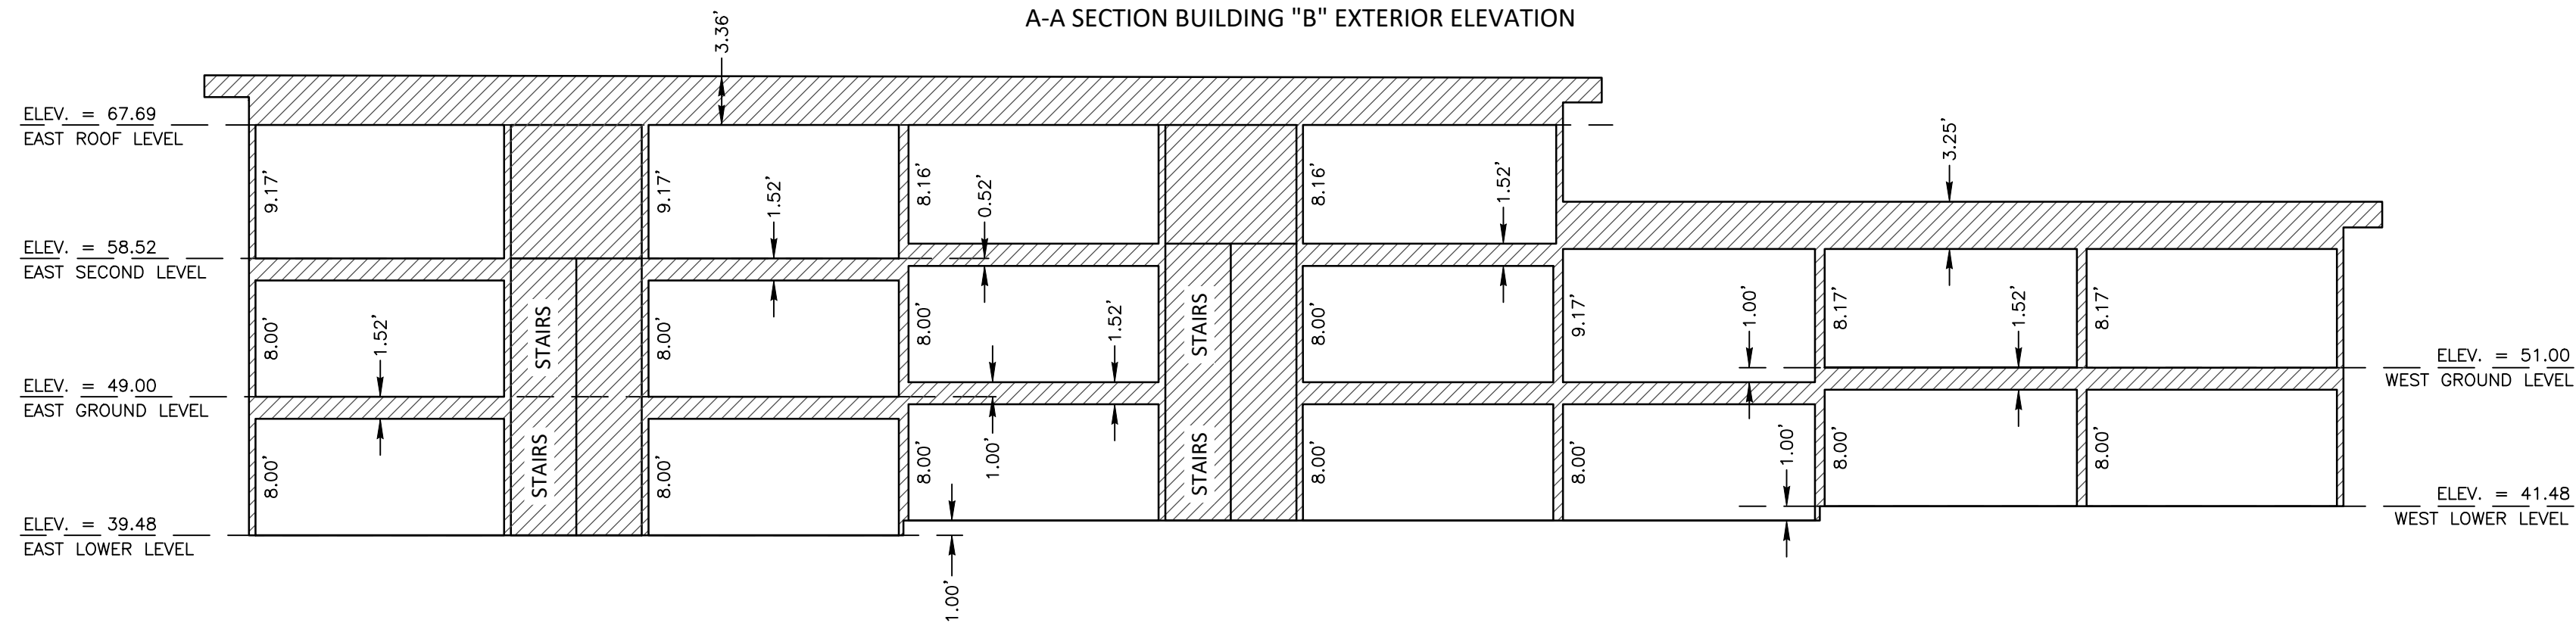 A-A SECTION BUILDING "B" EXTERIOR ELEVATION
3.36'
ELEV. = 67.69
EAST ROOF LEVEL
3.25'
9.17'
9.17'
1.52'
8.16'
0.52'
8.16'
1.52'
ELEV. = 58.52
EAST SECOND LEVEL
8.00'
1.52'
STAIRS
8.00'
8.00'
1.52'
STAIRS
8.00'
9.17'
1.00'
8.17'
1.52'
8.17'
ELEV. = 51.00
WEST GROUND LEVEL
ELEV. = 49.00
EAST GROUND LEVEL
8.00'
STAIRS
8.00'
8.00'
1.00'
STAIRS
8.00'
8.00'
1.00'
8.00'
8.00'
ELEV. = 41.48
WEST LOWER LEVEL
ELEV. = 39.48
EAST LOWER LEVEL
1.00'